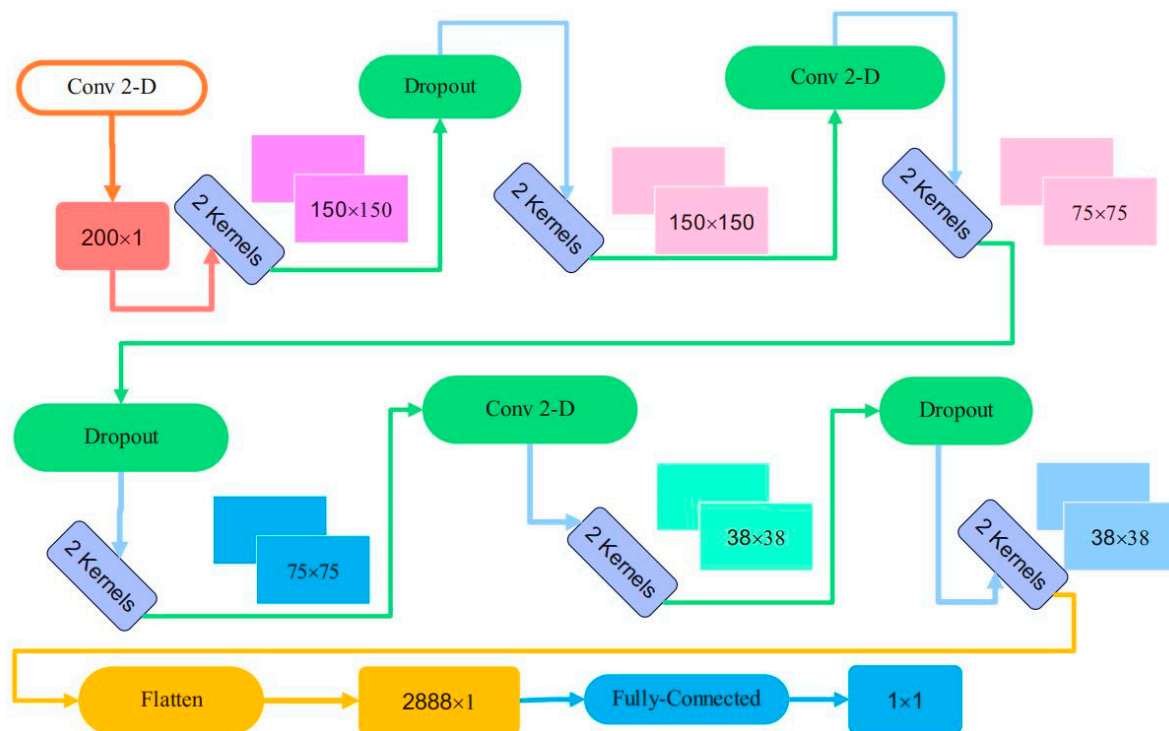 Conv 2-D
200×1
2 Kernels
150×150
Dropout
2 Kernels
150×150
Conv 2-D
2 Kernels
75×75
Dropout
2 Kernels
75×75
Conv 2-D
2 Kernels
38×38
Dropout
2 Kernels
38×38
Flatten
2888×1
Fully-Connected
1×1